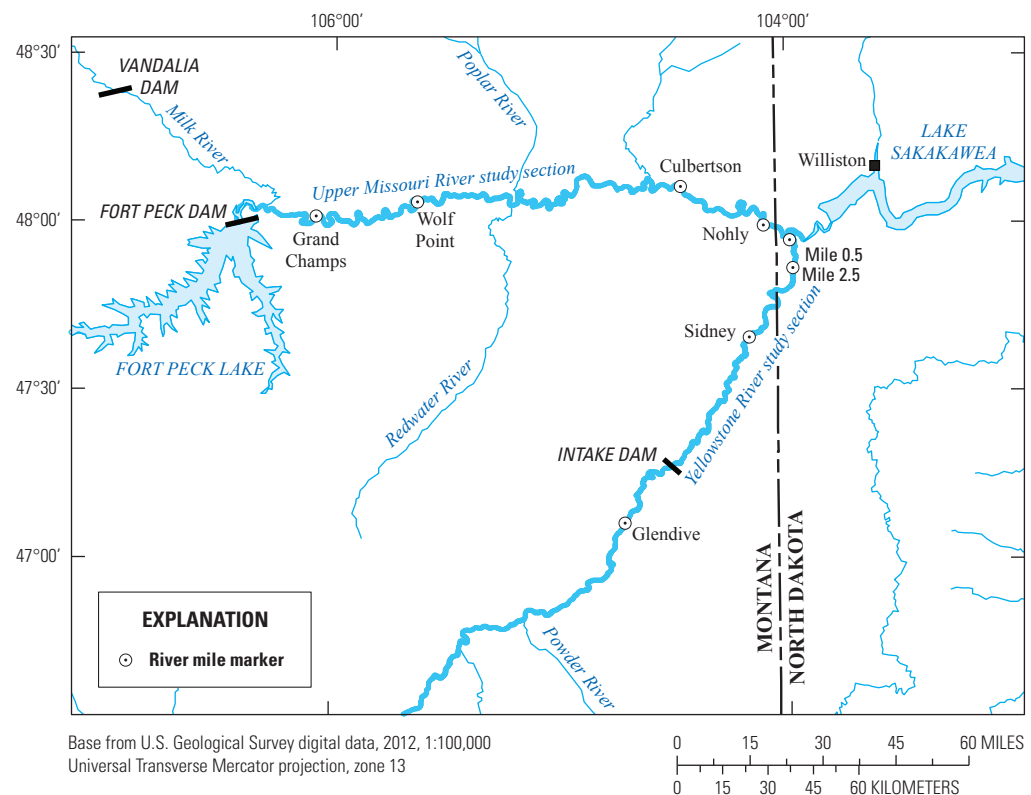 106°00'
104°00'
48°30'
VANDALIA
DAM
Milk River
Poplar River
LAKE
SAKAKAWEA
Williston
Culbertson
Upper Missouri River study section
FORT PECK DAM
48°00'
Grand
Champs
Wolf
Point
Nohly
Mile 0.5
Mile 2.5
Sidney
FORT PECK LAKE
47°30'
Redwater River
Yellowstone River study section
INTAKE DAM
Glendive
47°00'
MONTANA
NORTH DAKOTA
EXPLANATION
River mile marker
Powder River
Base from U.S. Geological Survey digital data, 2012, 1:100,000
Universal Transverse Mercator projection, zone 13
0 15 30 45 60 MILES
0 15 30 45 60 KILOMETERS